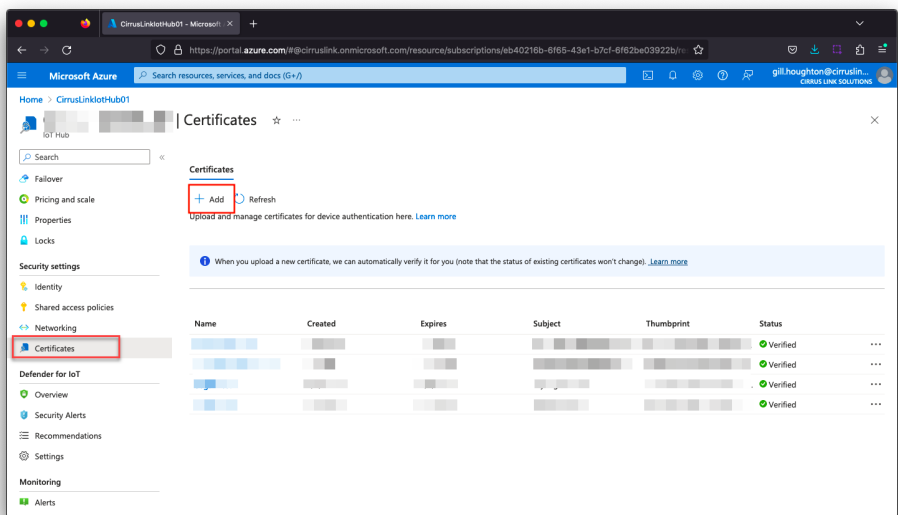 CirrusLinkIotHub01 - Microsoft
https://portal.azure.com/#@cirruslink.onmicrosoft.com/resource/subscriptions/eb40216b-6f65-43e1-b7cf-6f62be03922b/re
Microsoft Azure
Search resources, services, and docs (G+/)
gill.houghton@cirruslin...
CIRRUS LINK SOLUTIONS
Home > CirrusLinkIotHub01
| Certificates
IoT Hub
Search
Failover
Pricing and scale
Properties
Locks
Security settings
Identity
Shared access policies
Networking
Certificates
Defender for IoT
Overview
Security Alerts
Recommendations
Settings
Monitoring
Alerts
Certificates
+ Add Refresh
Upload and manage certificates for device authentication here. Learn more
When you upload a new certificate, we can automatically verify it for you (note that the status of existing certificates won't change). Learn more
Name Created Expires Subject Thumbprint Status
Verified
Verified
Verified
Verified